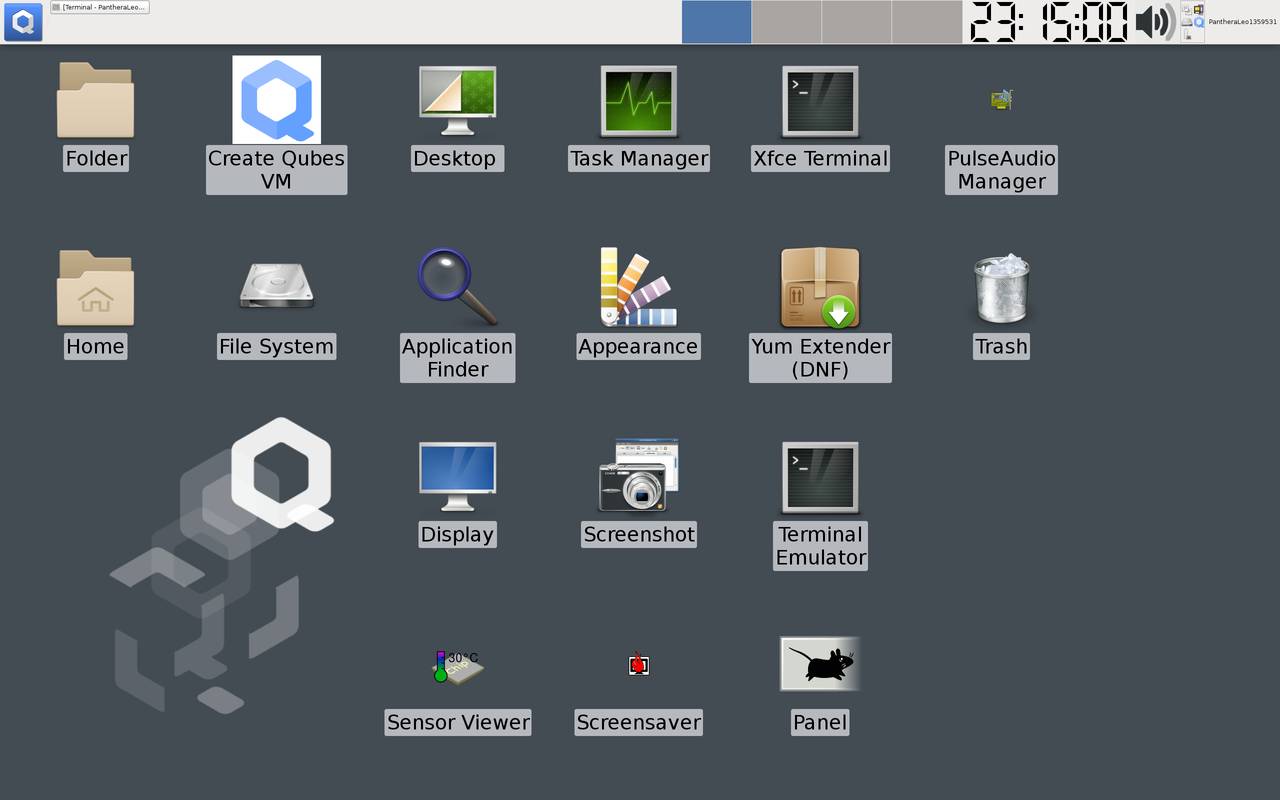 [Terminal - PantheraLeo...
23:15:00
PantheraLeo1359531
Folder
Create Qubes
VM
Desktop
Task Manager
Xfce Terminal
PulseAudio
Manager
Home
File System
Application
Finder
Appearance
Yum Extender
(DNF)
Trash
Display
Screenshot
Terminal
Emulator
30°C
Chip
Sensor Viewer
Screensaver
Panel